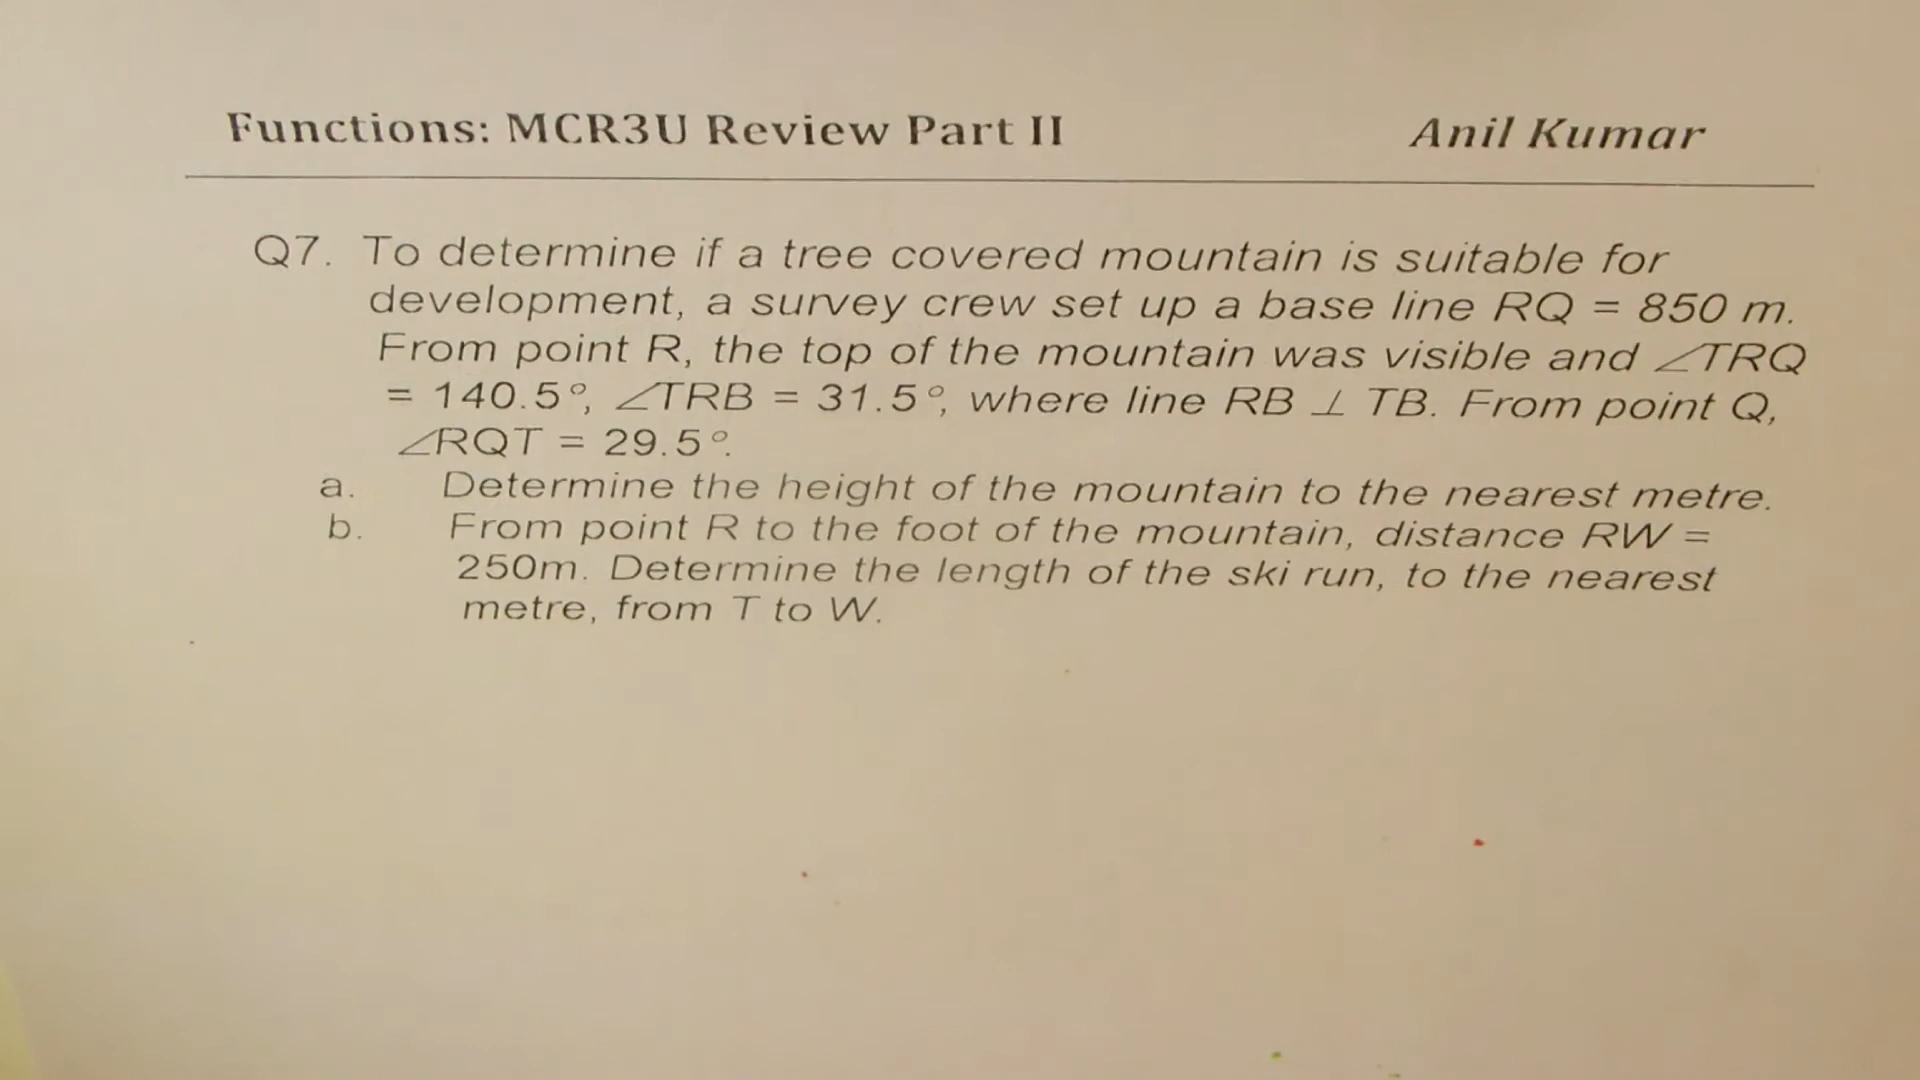 Functions: MCR3U Review Part II Anil Kumar
Q7. To determine if a tree covered mountain is suitable for
development, a survey crew set up a base line RQ = 850 m.
From point R, the top of the mountain was visible and ∠TRQ
= 140.5°, ∠TRB = 31.5°, where line RB ⊥ TB. From point Q,
∠RQT = 29.5°.
a. Determine the height of the mountain to the nearest metre.
b. From point R to the foot of the mountain, distance RW =
250m. Determine the length of the ski run, to the nearest
metre, from T to W.